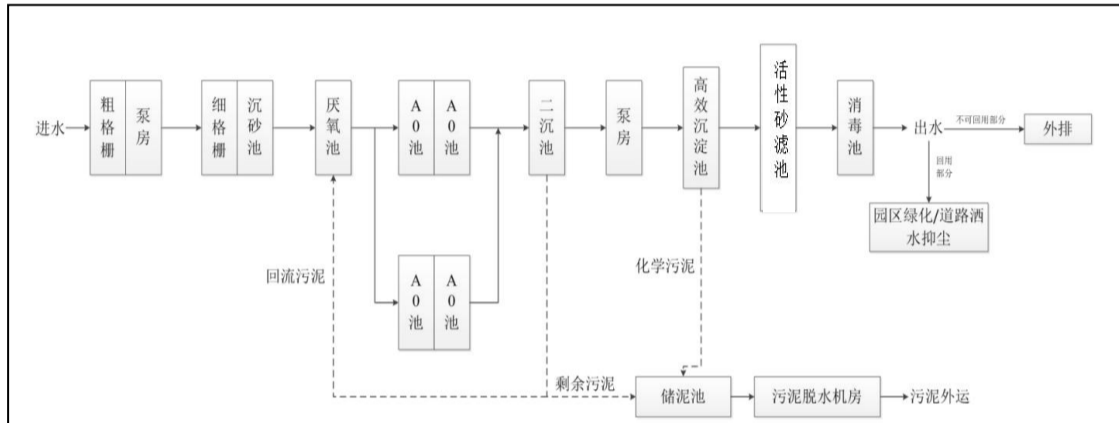 进水
粗格栅
泵房
细格栅
沉砂池
厌氧池
A0池
A0池
二沉池
泵房
高效沉淀池
活性砂滤池
消毒池
出水
不可回用部分
外排
回用
部分
园区绿化/道路洒
水抑尘
A0池
A0池
回流污泥
化学污泥
剩余污泥
储泥池
污泥脱水机房
污泥外运